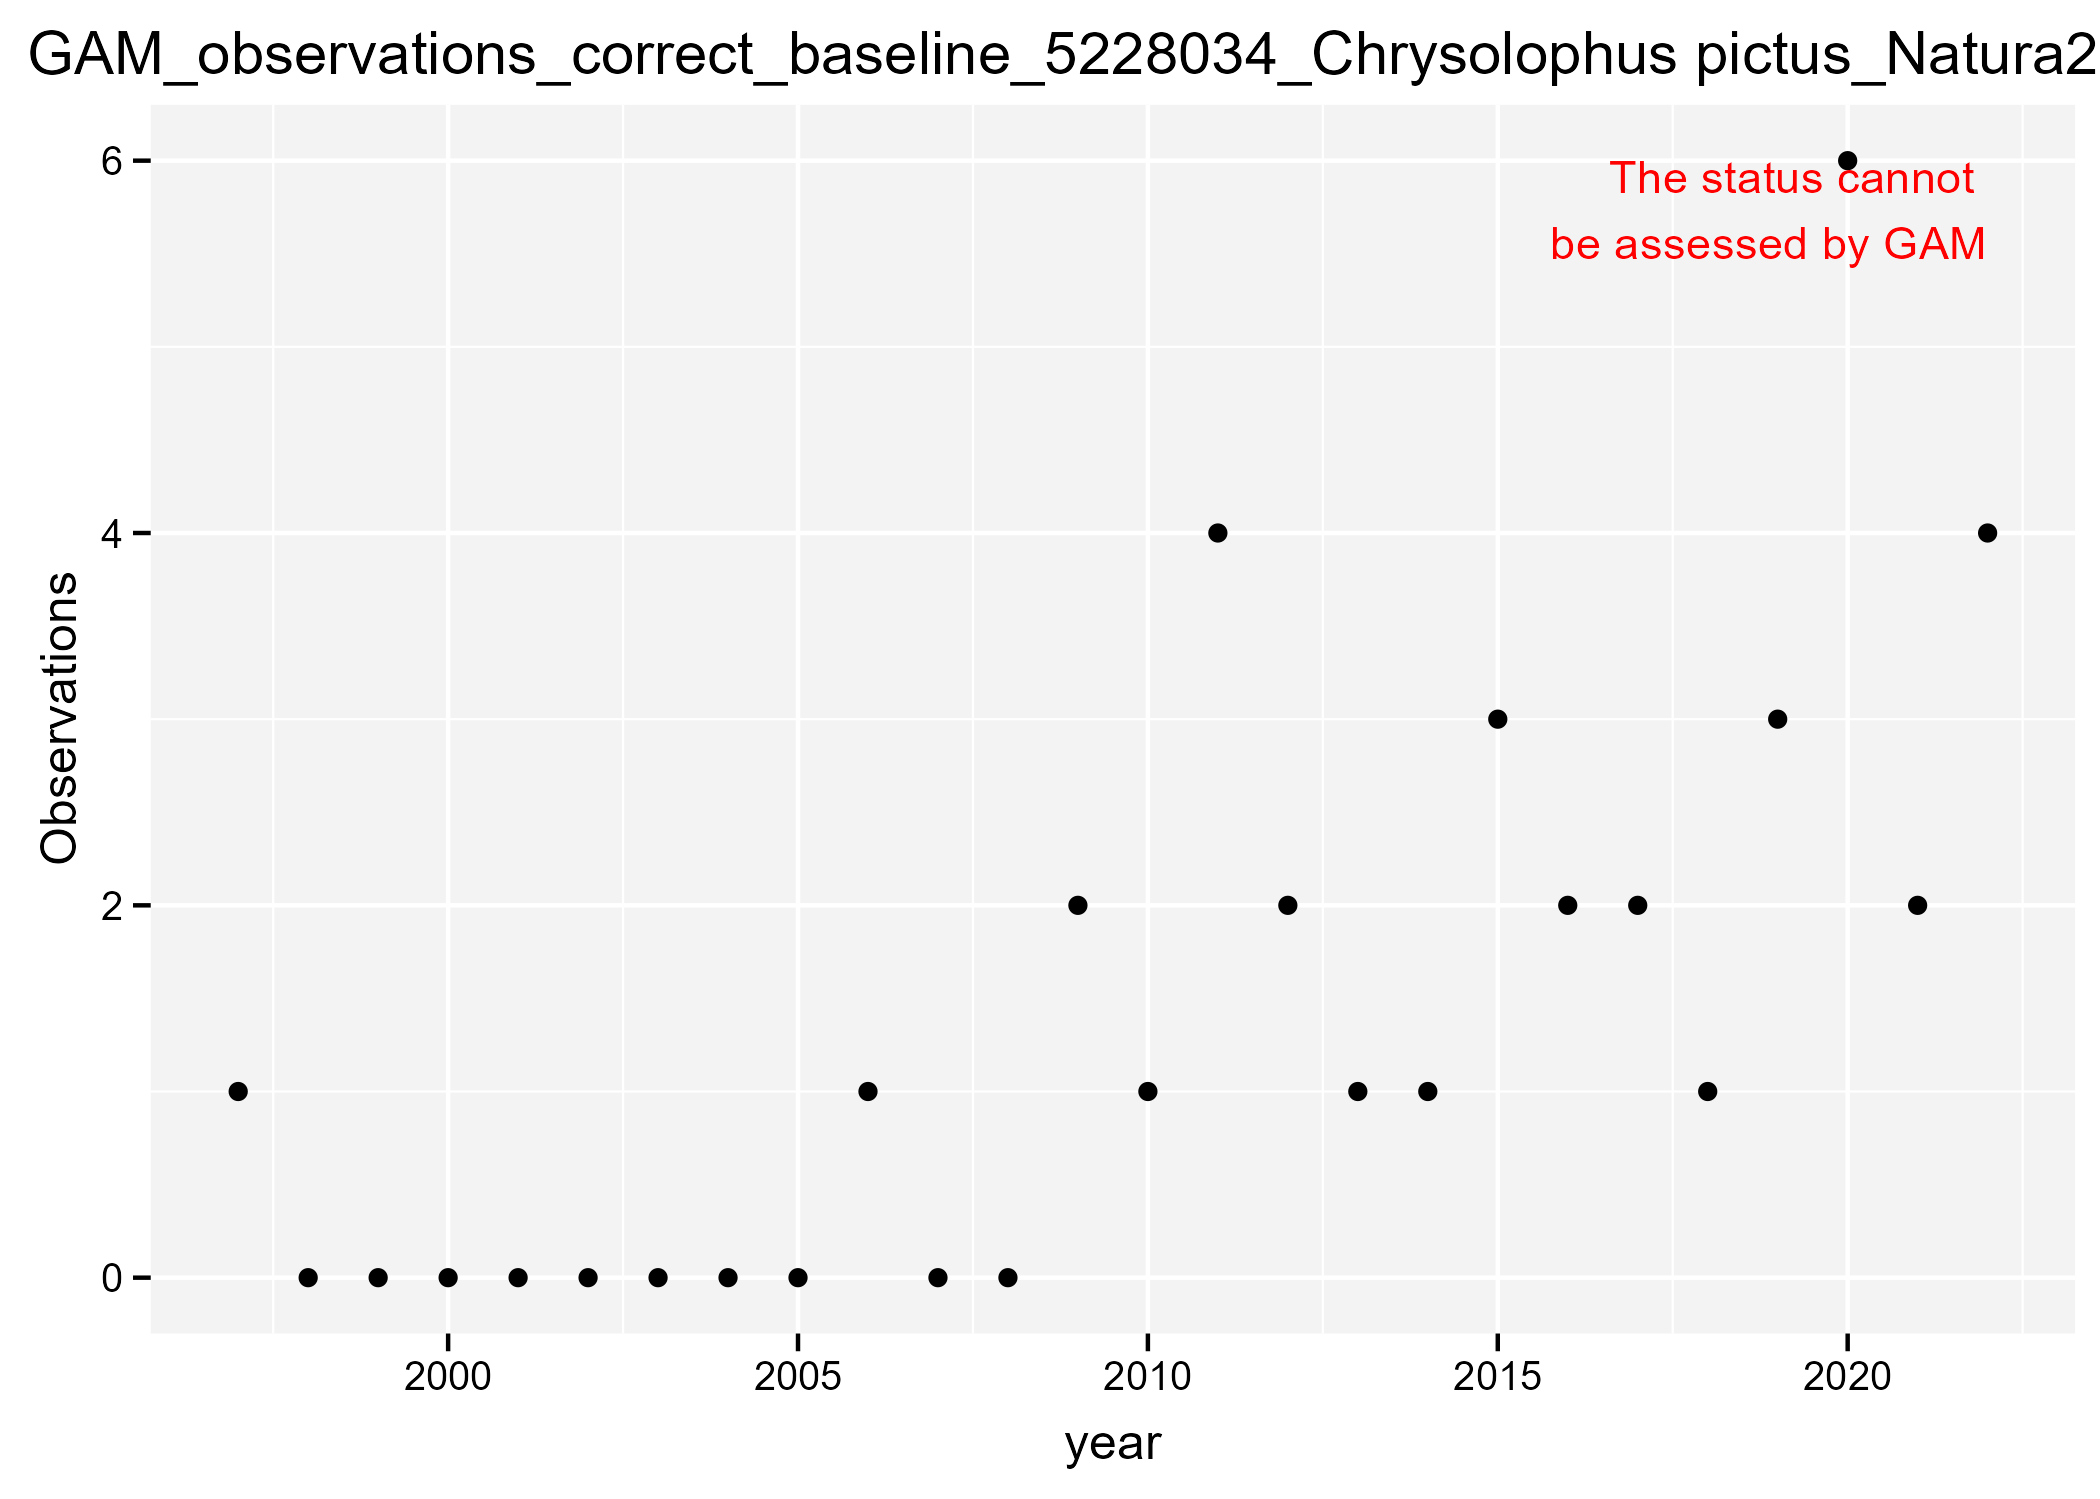 GAM_observations_correct_baseline_5228034_Chrysolophus pictus_Natura2
6
The status cannot
be assessed by GAM
4
Observations
2
0
2000 2005 2010 2015 2020
year